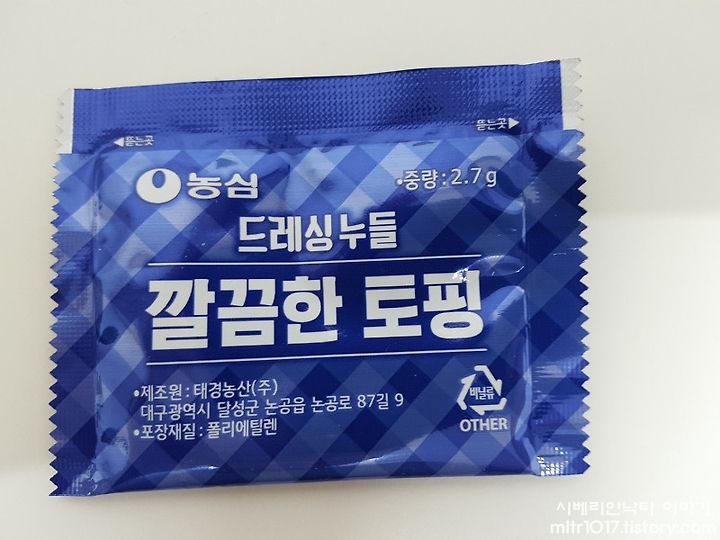 ◀뜯는곳
뜯는곳▶
농심
•중량:2.7g
드레싱누들
깔끔한 토핑
•제조원:태경농산(주)
대구광역시 달성군 논공읍 논공로 87길 9
•포장재질:폴리에틸렌
비닐류
OTHER
시베리안낙타 이야기
mltr1017.tistory.com